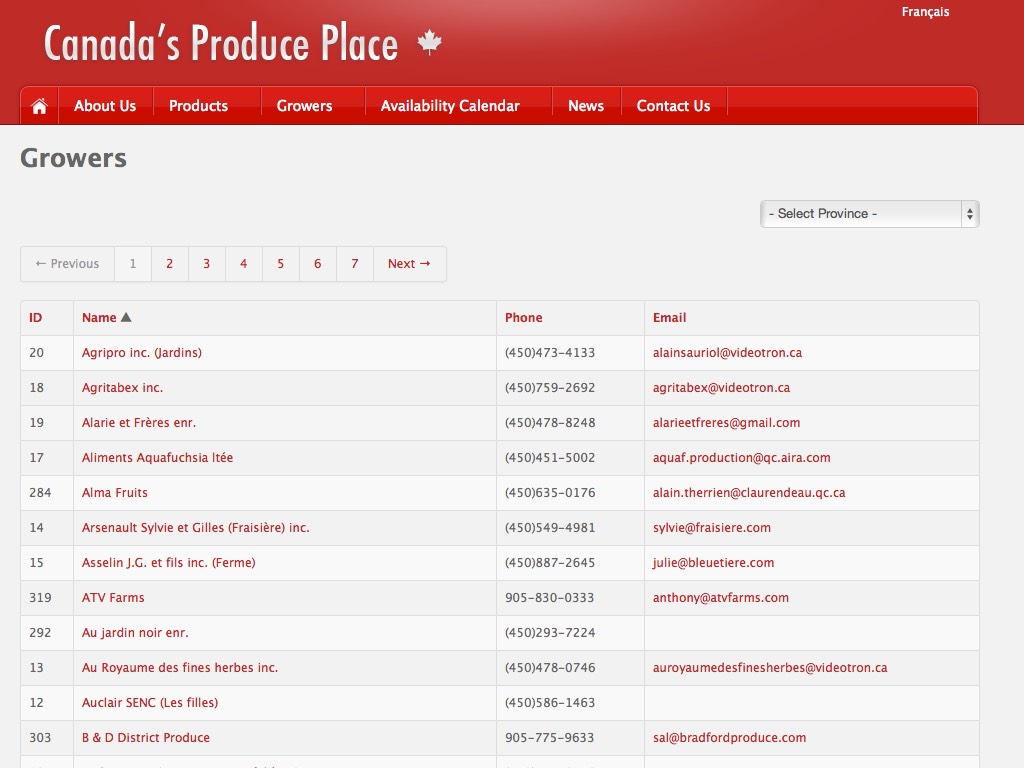 Français
Canada's Produce Place
About Us Products Growers Availability Calendar News Contact Us
Growers
- Select Province -
← Previous 1 2 3 4 5 6 7 Next →
ID Name ▲ Phone Email
20 Agripro inc. (Jardins) (450)473-4133 alainsauriol@videotron.ca
18 Agritabex inc. (450)759-2692 agritabex@videotron.ca
19 Alarie et Frères enr. (450)478-8248 alarieetfreres@gmail.com
17 Aliments Aquafuchsia ltée (450)451-5002 aquaf.production@qc.aira.com
284 Alma Fruits (450)635-0176 alain.therrien@claurendeau.qc.ca
14 Arsenault Sylvie et Gilles (Fraisière) inc. (450)549-4981 sylvie@fraisiere.com
15 Asselin J.G. et fils inc. (Ferme) (450)887-2645 julie@bleuetiere.com
319 ATV Farms 905-830-0333 anthony@atvfarms.com
292 Au jardin noir enr. (450)293-7224
13 Au Royaume des fines herbes inc. (450)478-0746 auroyaumedesfinesherbes@videotron.ca
12 Auclair SENC (Les filles) (450)586-1463
303 B & D District Produce 905-775-9633 sal@bradfordproduce.com